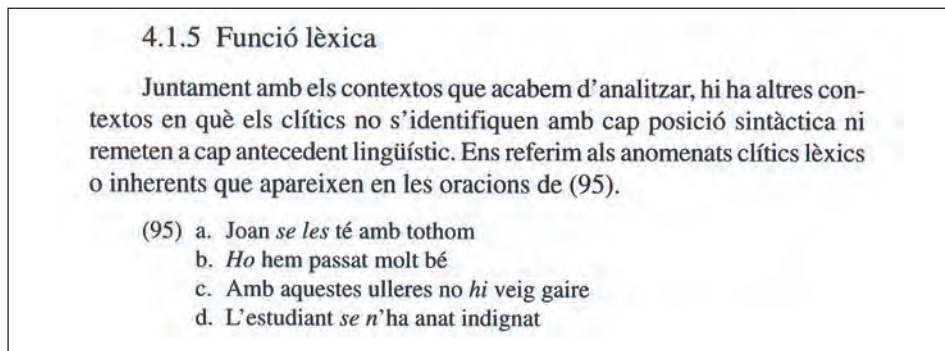 4.1.5 Funció lèxica
Juntament amb els contextos que acabem d'analitzar, hi ha altres con-
textos en què els clítics no s'identifiquen amb cap posició sintàctica ni
remeten a cap antecedent lingüístic. Ens referim als anomenats clítics lèxics
o inherents que apareixen en les oracions de (95).
(95) a. Joan se les té amb tothom
b. Ho hem passat molt bé
c. Amb aquestes ulleres no hi veig gaire
d. L'estudiant se n'ha anat indignat